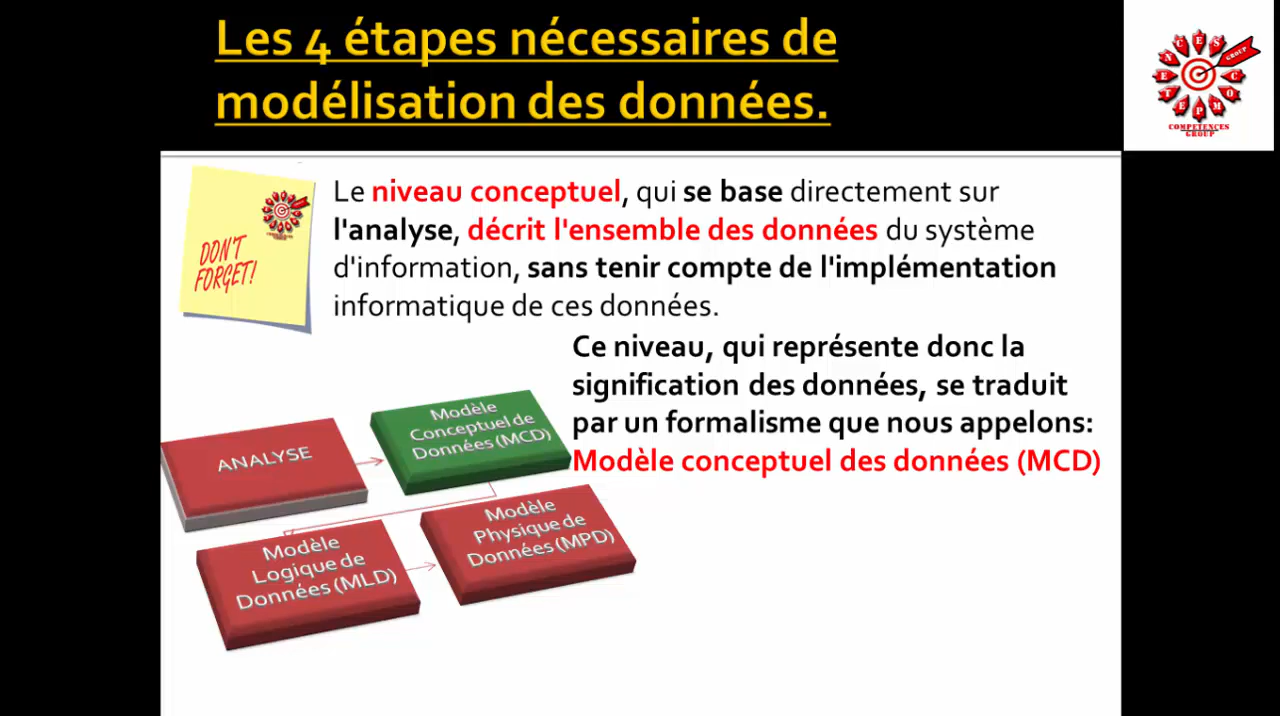 Les 4 étapes nécessaires de
modélisation des données.
COMPETENCES
GROUP
COMPETENCES
GROUP
DON'T
FORGET!
Le niveau conceptuel, qui se base directement sur
l'analyse, décrit l'ensemble des données du système
d'information, sans tenir compte de l'implémentation
informatique de ces données.
Ce niveau, qui représente donc la
signification des données, se traduit
par un formalisme que nous appelons:
Modèle conceptuel des données (MCD)
ANALYSE
Modèle
Conceptuel de
Données (MCD)
Modèle
Logique de
Données (MLD)
Modèle
Physique de
Données (MPD)